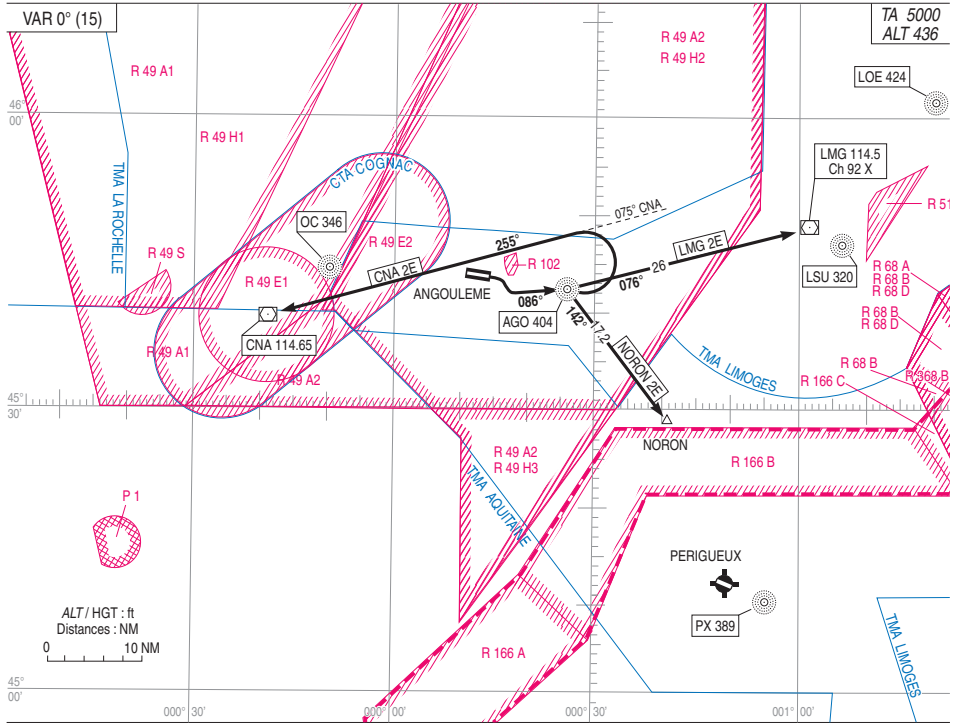 VAR 0° (15)
TA 5000
ALT 436
R 49 A1
R 49 A2
R 49 H2
LOE 424
46°
00'
R 49 H1
CTA COGNAC
TMA LA ROCHELLE
LMG 114.5
Ch 92 X
075° CNA
R 51
OC 346
R 49 S
R 49 E2
255°
LMG 2E
CNA 2E
R 102
26
076°
LSU 320
R 49 E1
ANGOULEME
086°
AGO 404
R 68 A
R 68 B
R 68 D
R 68 B
R 68 D
142°
17.2
CNA 114.65
NORON 2E
R 49 A1
TMA LIMOGES
R 68 B
R 368 B
R 49 A2
R 166 C
45°
30'
NORON
R 49 A2
R 49 H3
R 166 B
TMA AQUITAINE
P 1
PERIGUEUX
ALT / HGT : ft
Distances : NM
0
10 NM
PX 389
R 166 A
TMA LIMOGES
45°
00'
000° 30'
000° 00'
000° 30'
001° 00'